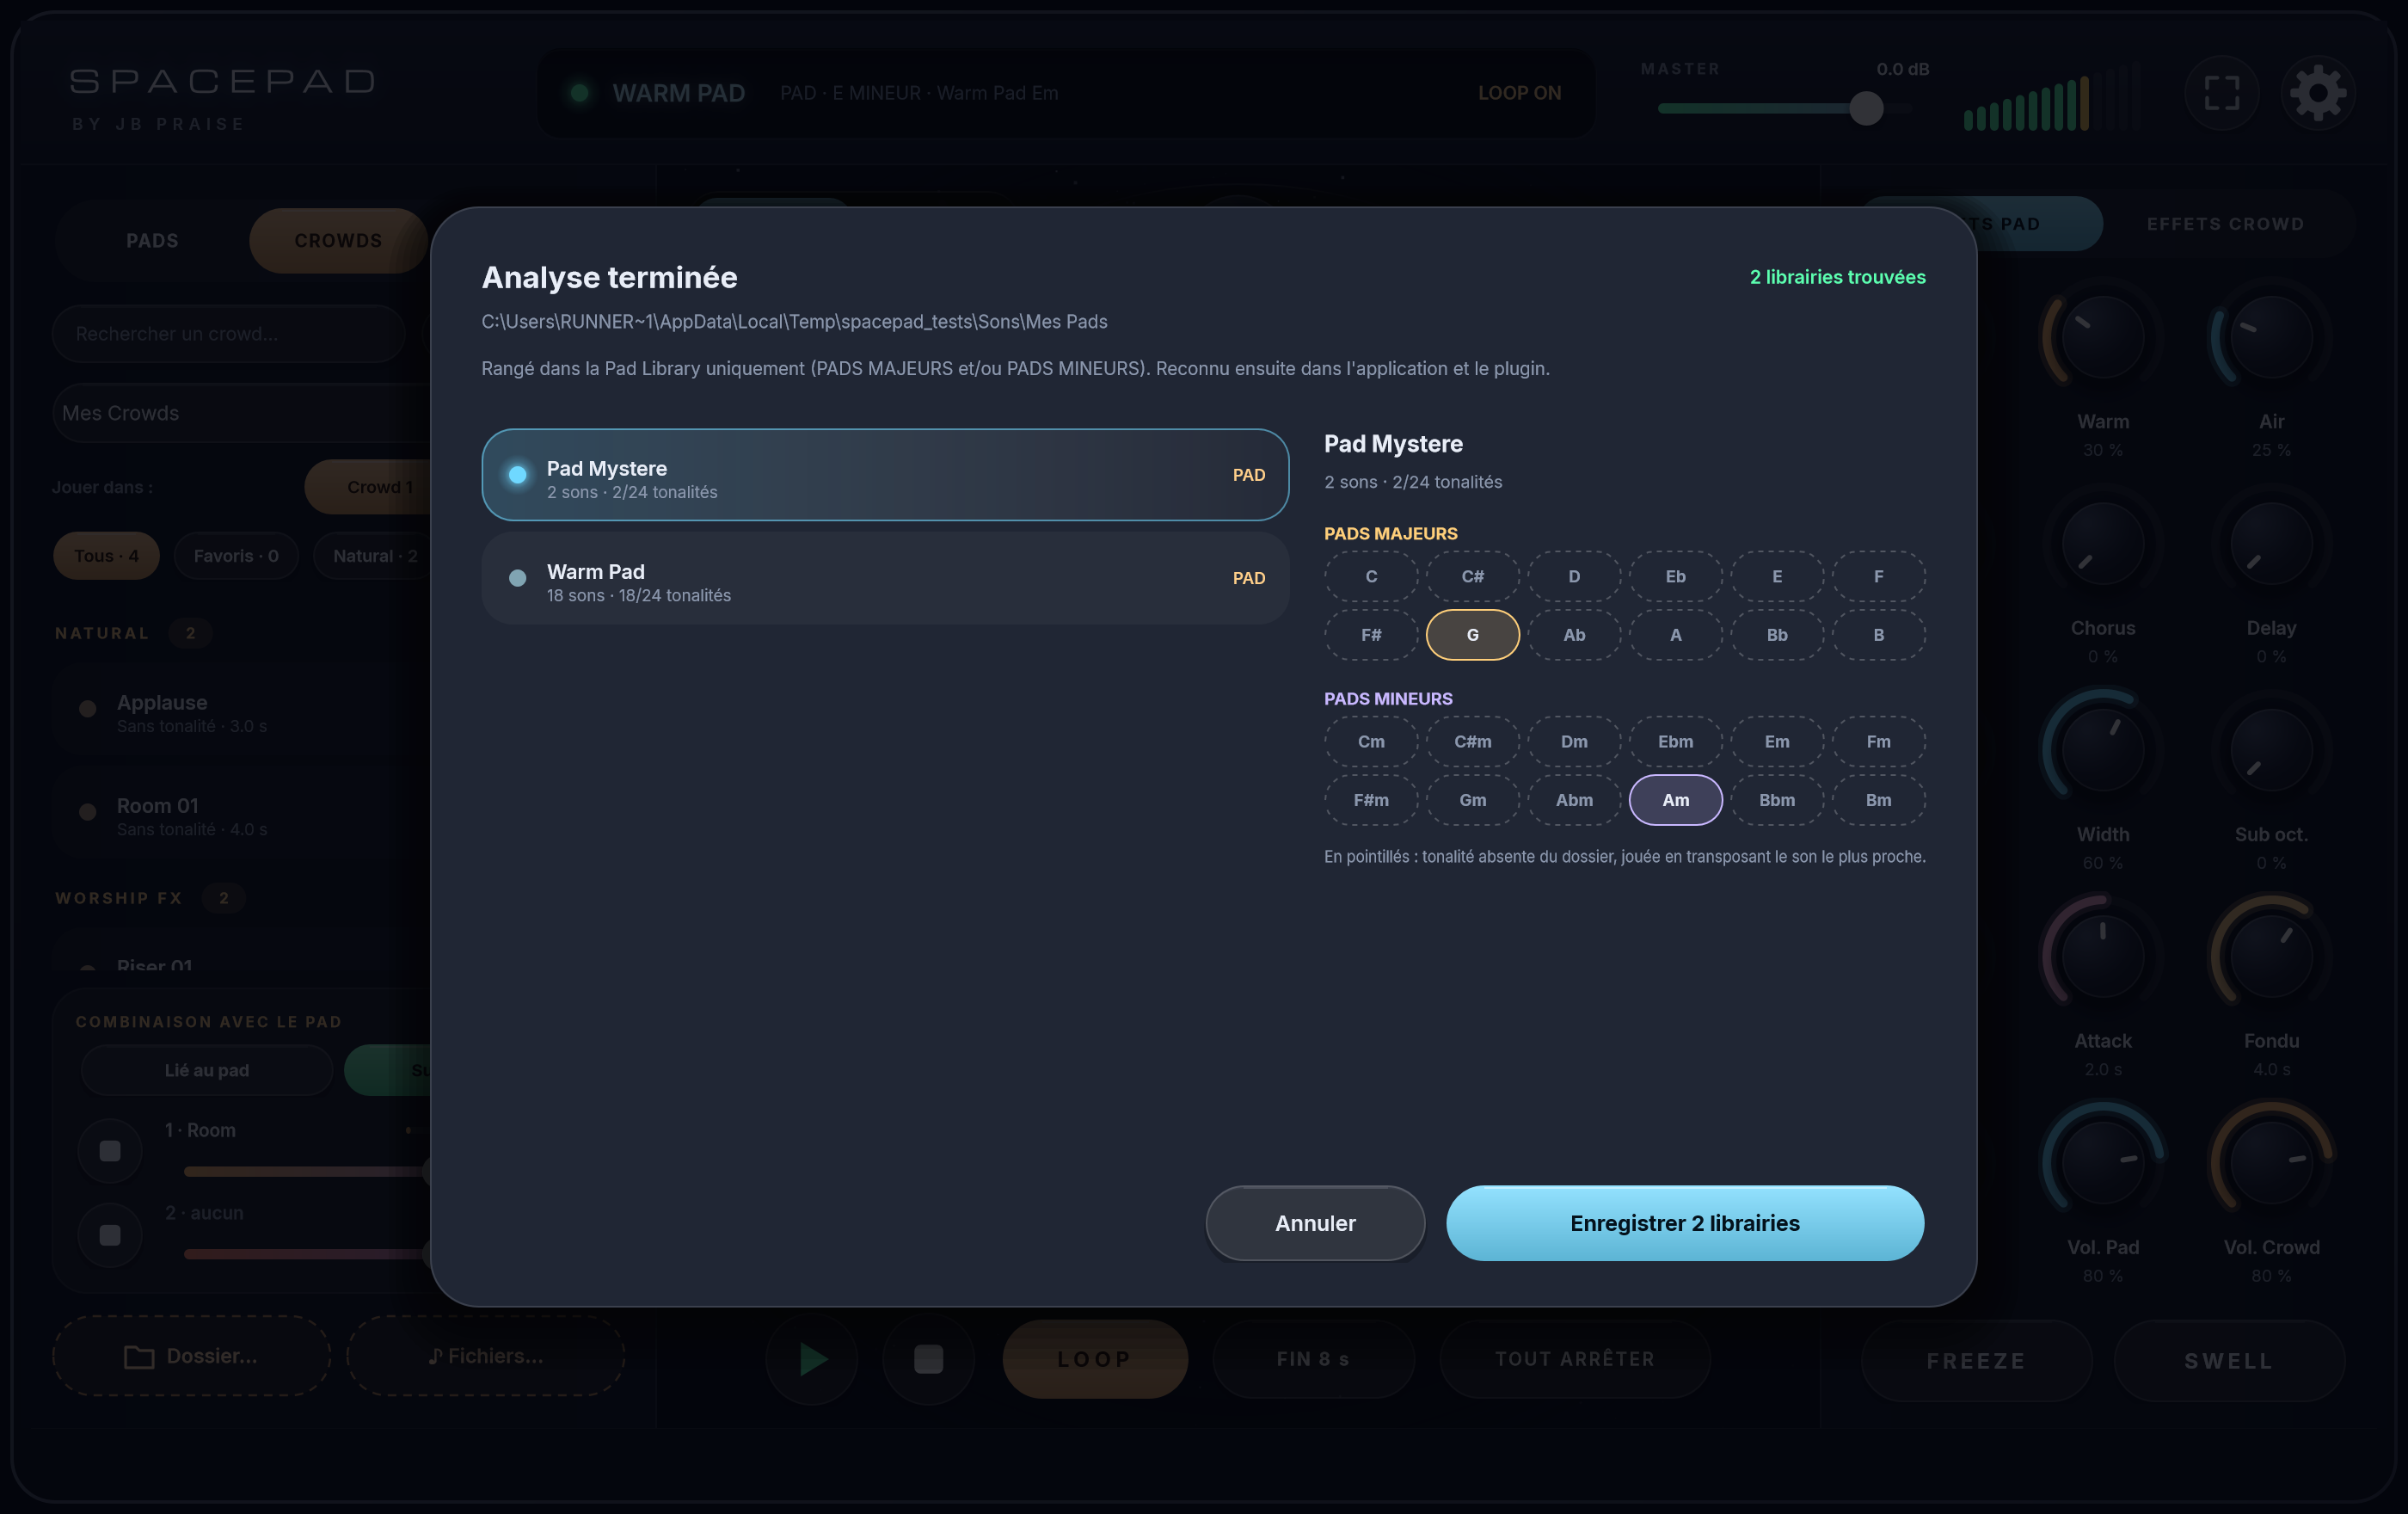 SPACEPAD
BY JB PRAISE
WARM PAD PAD · E MINEUR · Warm Pad Em LOOP ON
MASTER 0.0 dB
PADS CROWDS
Rechercher un crowd...
Mes Crowds
Jouer dans : Crowd 1
Tous · 4 Favoris · 0 Natural · 2
NATURAL 2
Applause
Sans tonalité · 3.0 s
Room 01
Sans tonalité · 4.0 s
WORSHIP FX 2
Riser 01
COMBINAISON AVEC LE PAD
Lié au pad
1 · Room
2 · aucun
Dossier... Fichiers...
Analyse terminée
2 librairies trouvées
C:\Users\RUNNER~1\AppData\Local\Temp\spacepad_tests\Sons\Mes Pads
Rangé dans la Pad Library uniquement (PADS MAJEURS et/ou PADS MINEURS). Reconnu ensuite dans l'application et le plugin.
Pad Mystere
2 sons · 2/24 tonalités
PAD
Warm Pad
18 sons · 18/24 tonalités
PAD
Pad Mystere
2 sons · 2/24 tonalités
PADS MAJEURS
C C# D Eb E F
F# G Ab A Bb B
PADS MINEURS
Cm C#m Dm Ebm Em Fm
F#m Gm Abm Am Bbm Bm
En pointillés : tonalité absente du dossier, jouée en transposant le son le plus proche.
Annuler Enregistrer 2 librairies
LOOP FIN 8 s TOUT ARRÊTER
PAD EFFETS CROWD
Warm Air
30 % 25 %
Chorus Delay
0 % 0 %
Width Sub oct.
60 % 0 %
Attack Fondu
2.0 s 4.0 s
Vol. Pad Vol. Crowd
80 % 80 %
FREEZE SWELL